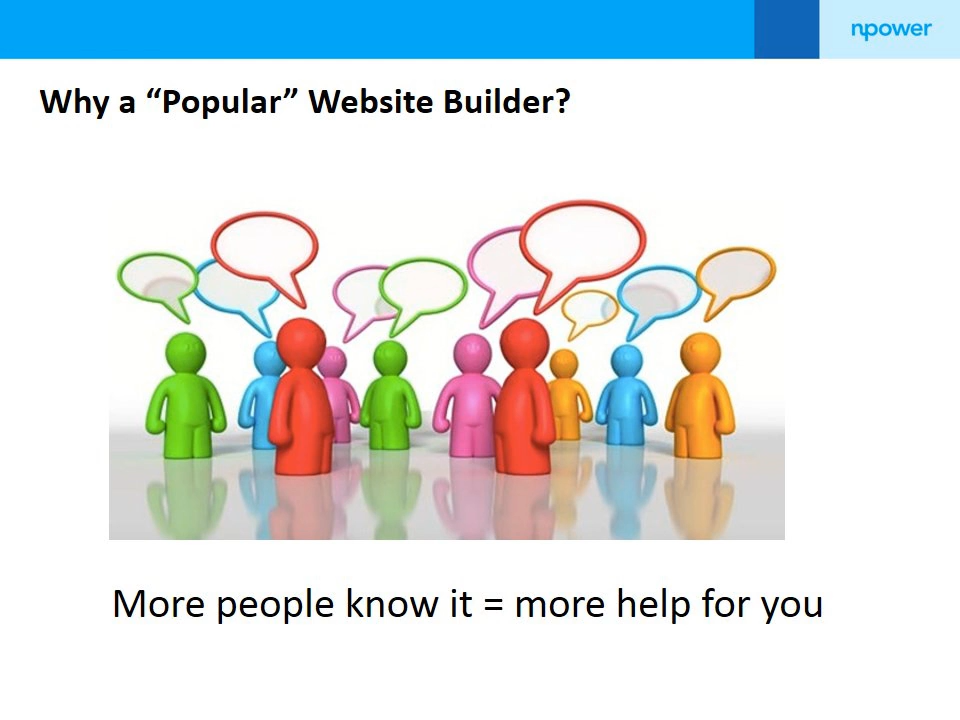 npower
Why a “Popular” Website Builder?
More people know it = more help for you